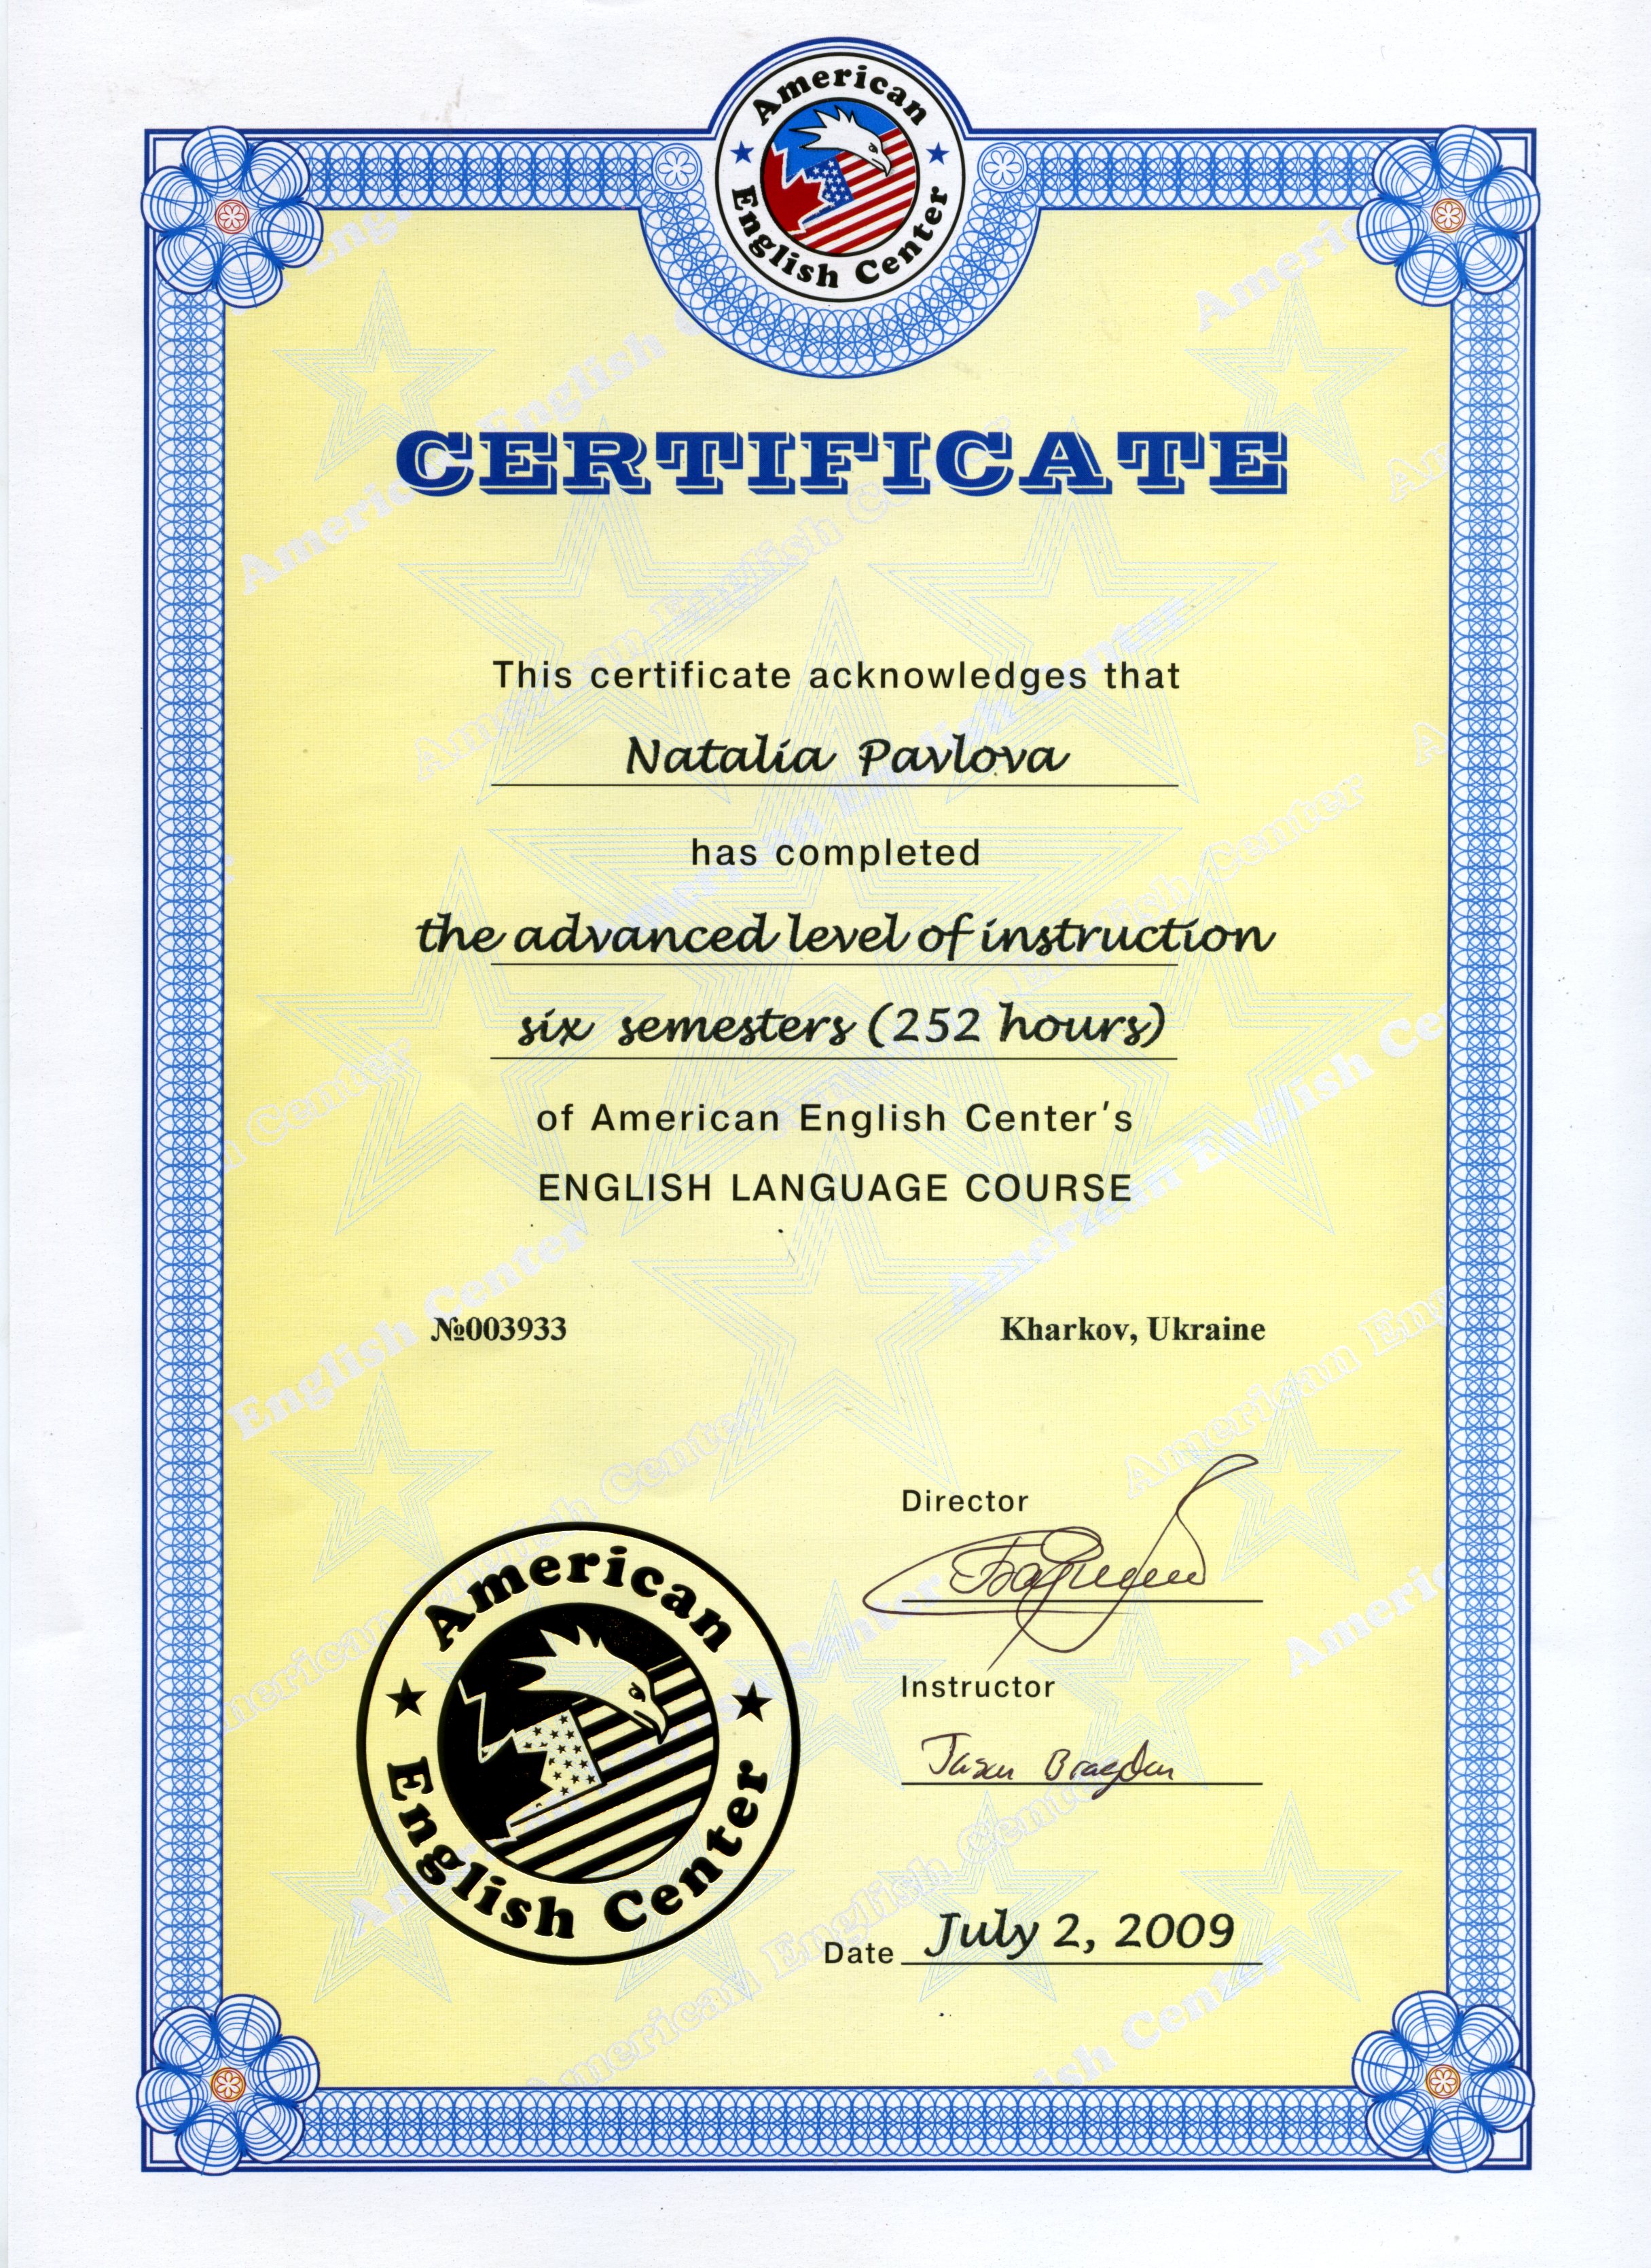 American
English Center
CERTIFICATE
This certificate acknowledges that
Natalia Pavlova
has completed
the advanced level of instruction
six semesters (252 hours)
of American English Center's
ENGLISH LANGUAGE COURSE
№003933
Kharkov, Ukraine
Director
Instructor
Jason Bragdon
American
English Center
Date July 2, 2009